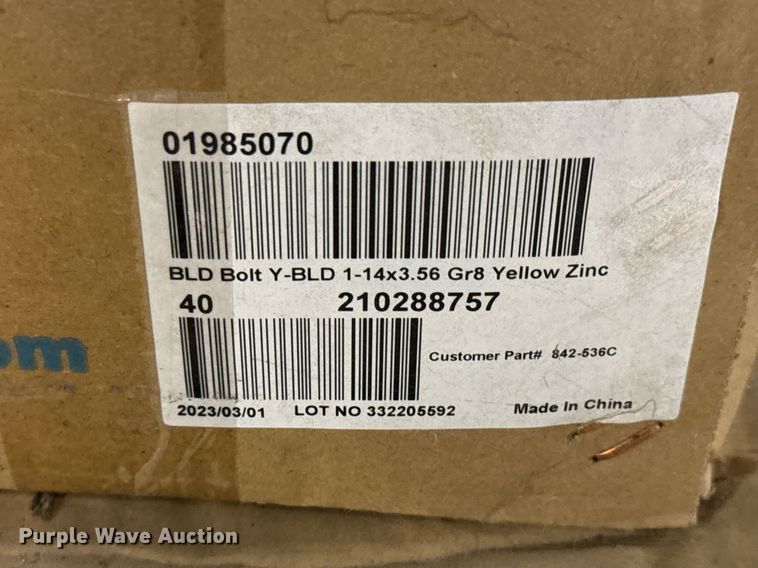 01985070
BLD Bolt Y-BLD 1-14x3.56 Gr8 Yellow Zinc
40 210288757
om
Customer Part# 842-536C
2023/03/01 LOT NO 332205592 Made In China
Purple Wave Auction